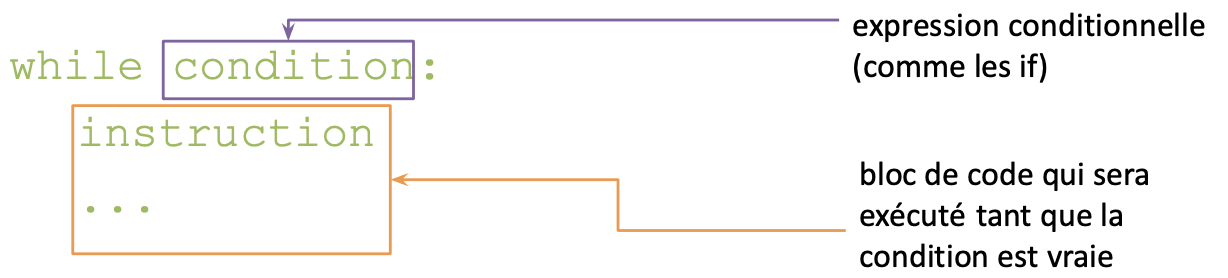 while condition:
instruction
...
expression conditionnelle
(comme les if)
bloc de code qui sera
exécuté tant que la
condition est vraie